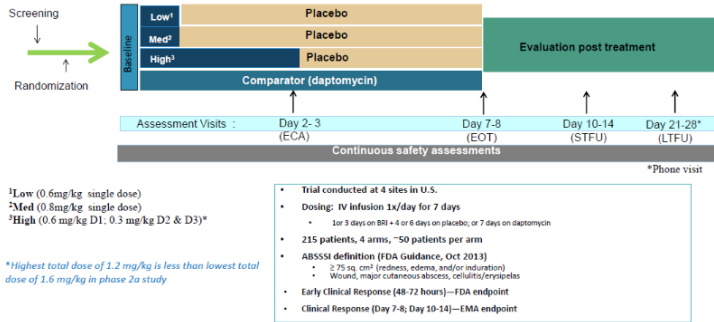 Screening
Randomization
Baseline
Low1 Placebo
Med2 Placebo
High3 Placebo
Comparator (daptomycin)
Evaluation post treatment
Assessment Visits : Day 2- 3 Day 7-8 Day 10-14 Day 21-28*
(ECA) (EOT) (STFU) (LTFU)
Continuous safety assessments
*Phone visit
1Low (0.6mg/kg single dose)
2Med (0.8mg/kg single dose)
3High (0.6 mg/kg D1; 0.3 mg/kg D2 & D3)*
*Highest total dose of 1.2 mg/kg is less than lowest total
dose of 1.6 mg/kg in phase 2a study
• Trial conducted at 4 sites in U.S.
• Dosing: IV infusion 1x/day for 7 days
• 1or 3 days on BRI + 4 or 6 days on placebo; or 7 days on daptomycin
• 215 patients, 4 arms, ~50 patients per arm
• ABSSSI definition (FDA Guidance, Oct 2013)
• ≥ 75 sq. cm² (redness, edema, and/or induration)
• Wound, major cutaneous abscess, cellulitis/erysipelas
• Early Clinical Response (48-72 hours)—FDA endpoint
• Clinical Response (Day 7-8; Day 10-14)—EMA endpoint